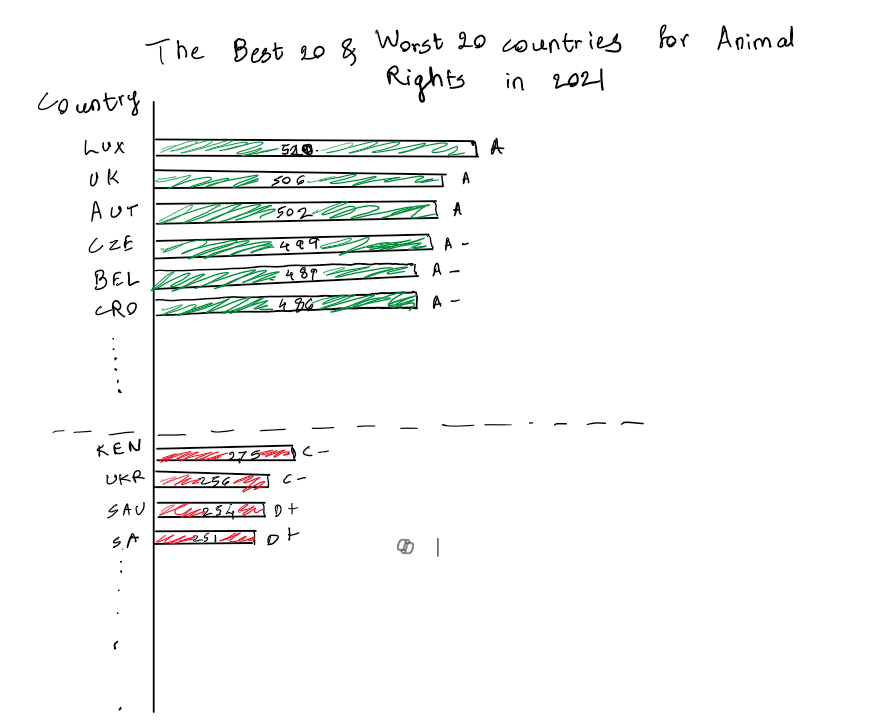 The Best 20 & Worst 20 countries for Animal
Rights in 2021
Country
LUX 510 A
UK 506 A
AUT 502 A
CZE 499 A -
BEL 489 A -
CRO 486 A -
KEN 275 C -
UKR 256 C -
SAU 254 D +
S.A 251 D +